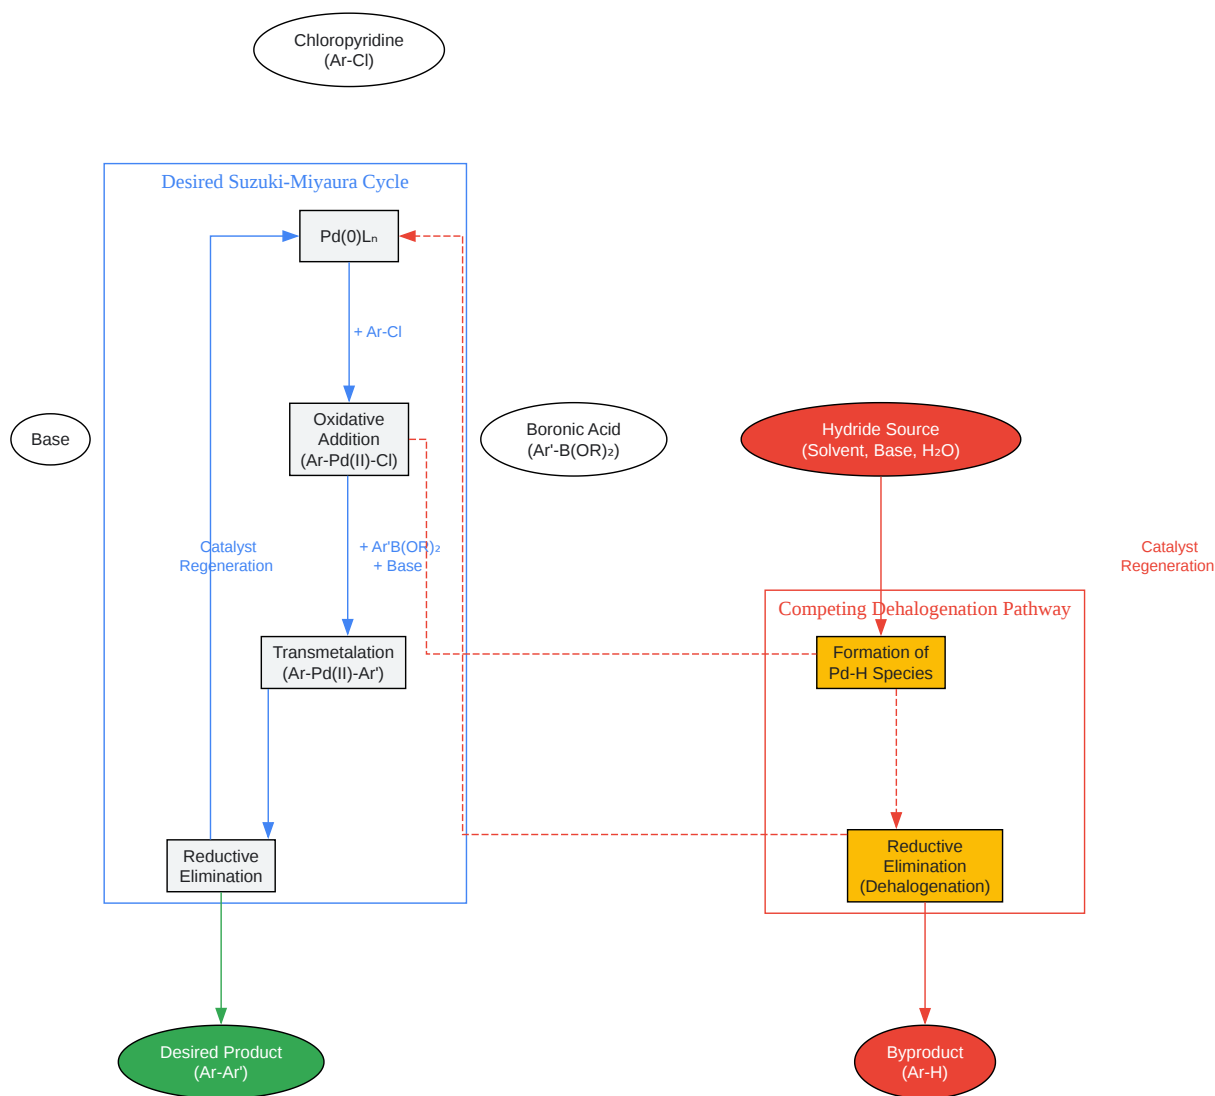 Chloropyridine
(Ar-Cl)
Desired Suzuki-Miyaura Cycle
Pd(0)Lₙ
+ Ar-Cl
Oxidative
Addition
(Ar-Pd(II)-Cl)
Base
Boronic Acid
(Ar'-B(OR)₂)
Hydride Source
(Solvent, Base, H₂O)
Catalyst
Regeneration
+ Ar'B(OR)₂
+ Base
Catalyst
Regeneration
Competing Dehalogenation Pathway
Transmetalation
(Ar-Pd(II)-Ar')
Formation of
Pd-H Species
Reductive
Elimination
Reductive
Elimination
(Dehalogenation)
Desired Product
(Ar-Ar')
Byproduct
(Ar-H)